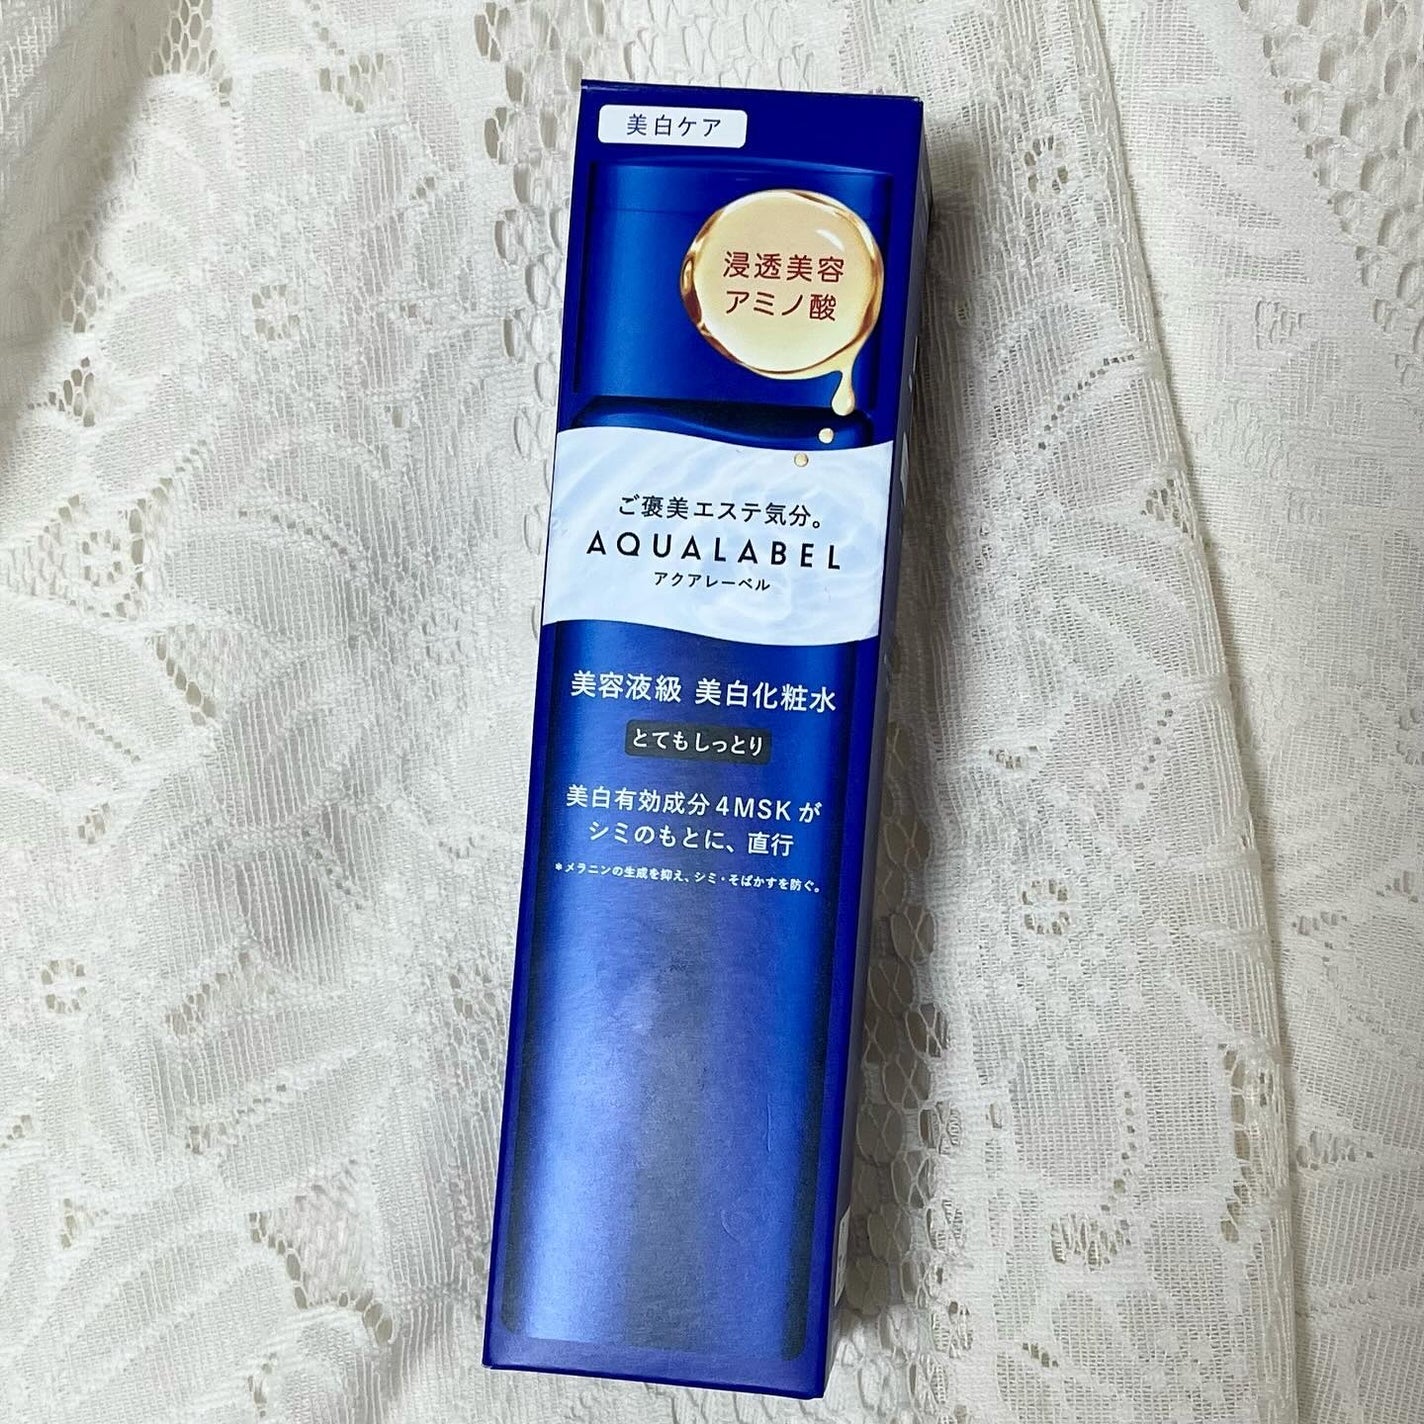 美白ケア
浸透美容
アミノ酸
ご褒美エステ気分。
AQUALABEL
アクアレーベル
美容液級 美白化粧水
とてもしっとり
美白有効成分4MSKが
シミのもとに、直行
*メラニンの生成を抑え、シミ・そばかすを防ぐ。